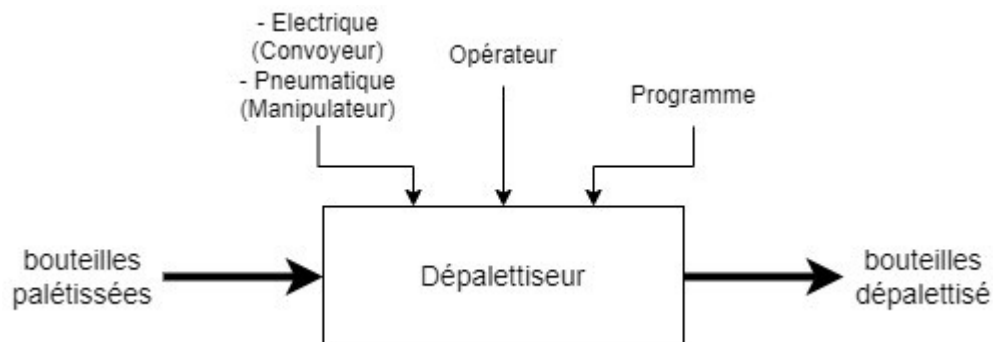 - Electrique
(Convoyeur)
- Pneumatique
(Manipulateur)
Opérateur
Programme
bouteilles
palétissées
Dépalettiseur
bouteilles
dépalettisé